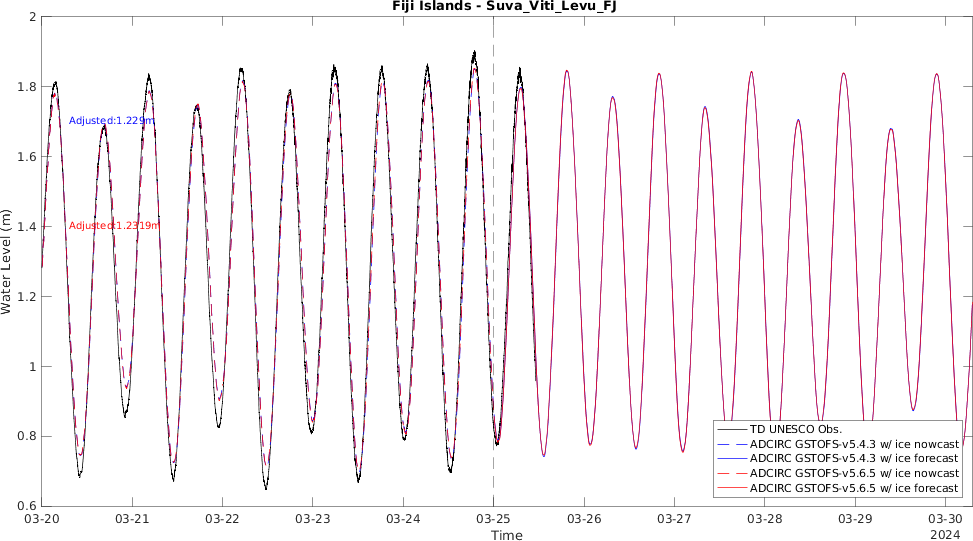 Fiji Islands - Suva_Viti_Levu_FJ
2
1.8
1.6
1.4
1.2
1
0.8
0.6
Water Level (m)
Adjusted:1.229m
Adjusted:1.2319m
TD UNESCO Obs.
ADCIRC GSTOFS-v5.4.3 w/ ice nowcast
ADCIRC GSTOFS-v5.4.3 w/ ice forecast
ADCIRC GSTOFS-v5.6.5 w/ ice nowcast
ADCIRC GSTOFS-v5.6.5 w/ ice forecast
03-20 03-21 03-22 03-23 03-24 03-25 03-26 03-27 03-28 03-29 03-30
2024
Time